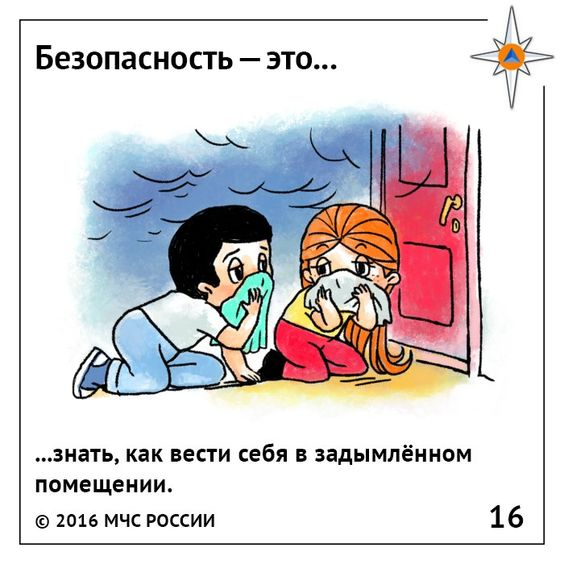 Безопасность – это...
...знать, как вести себя в задымлённом
помещении.
© 2016 МЧС РОССИИ
16